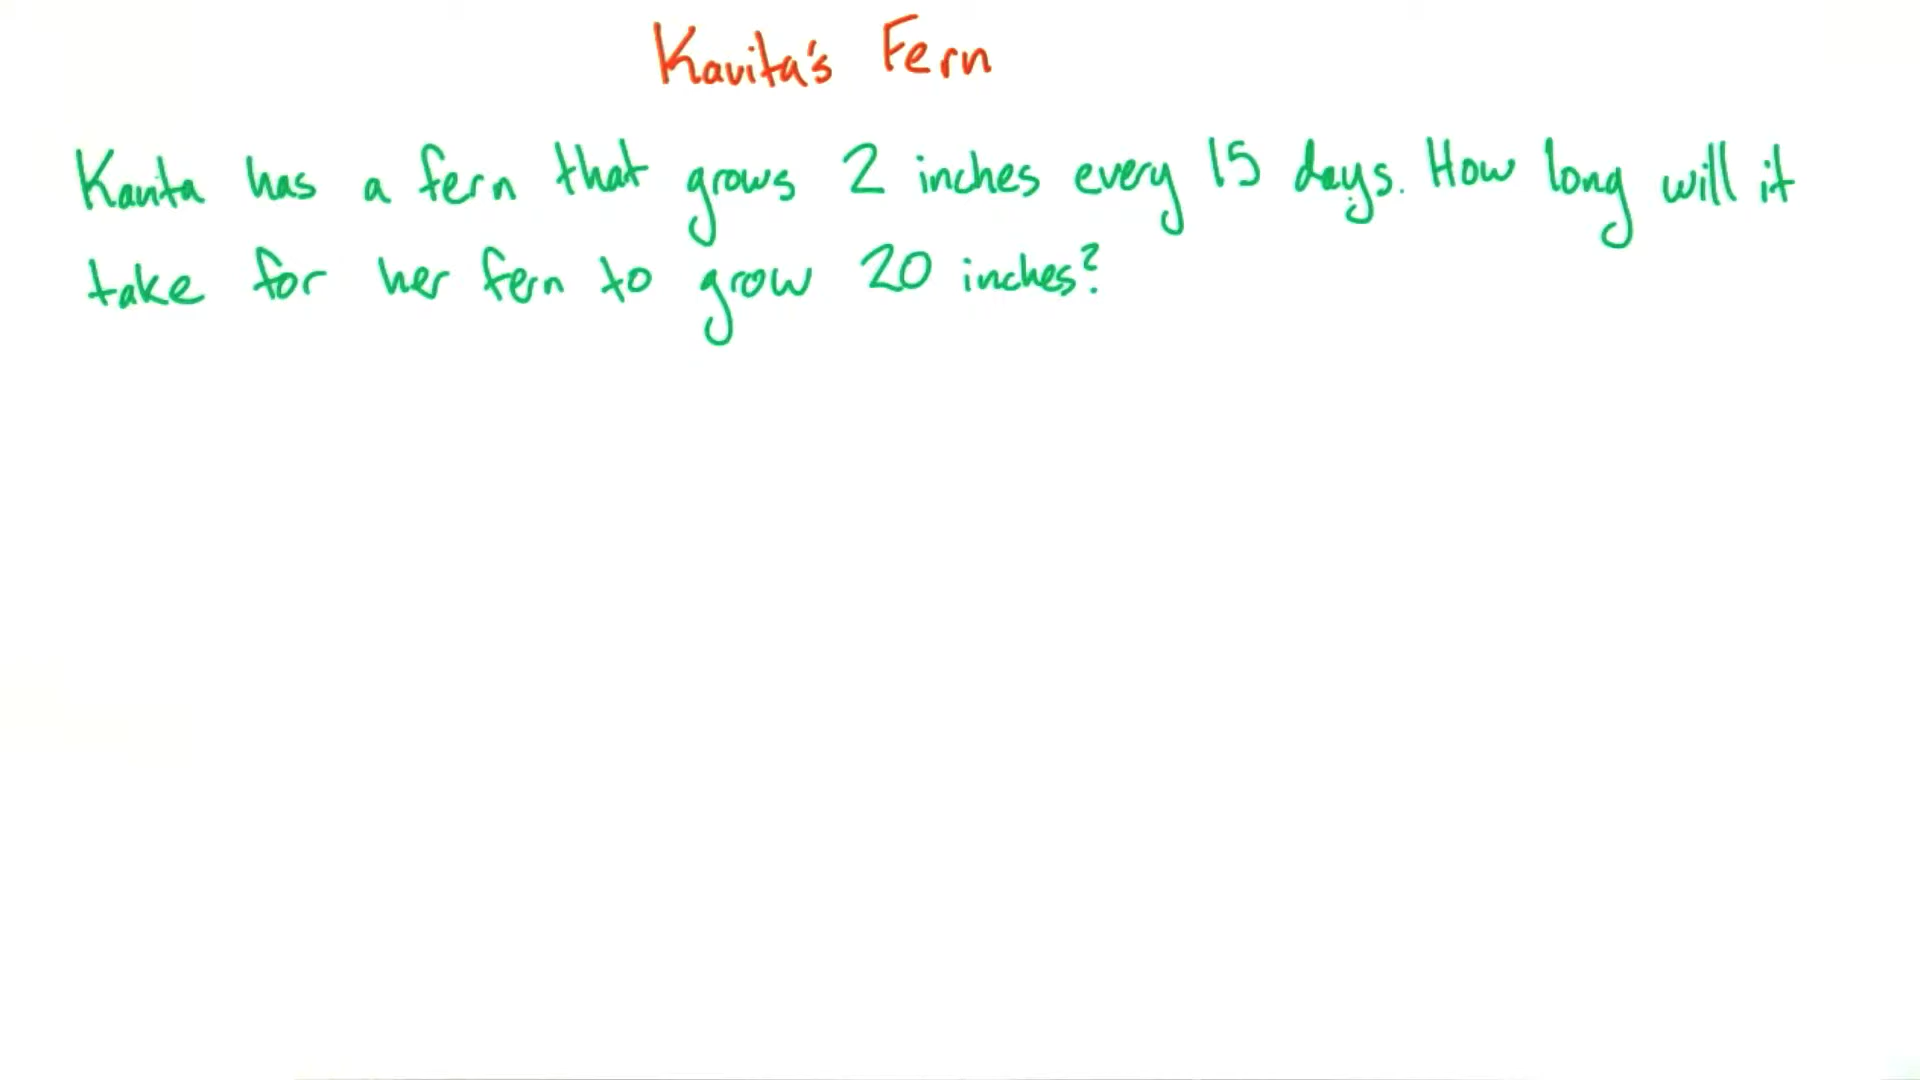 Kavita's Fern
Kavita has a fern that grows 2 inches every 15 days. How long will it
take for her fern to grow 20 inches?